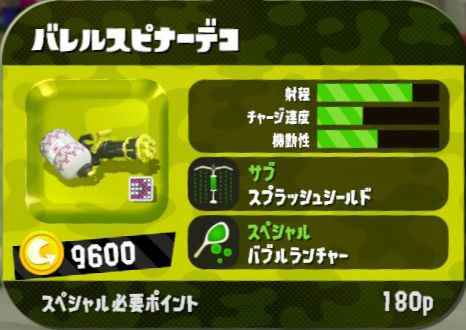 バレルスピナーデコ
射程
チャージ速度
機動性
サブ
スプラッシュシールド
スペシャル
バブルランチャー
9600
スペシャル必要ポイント 180p